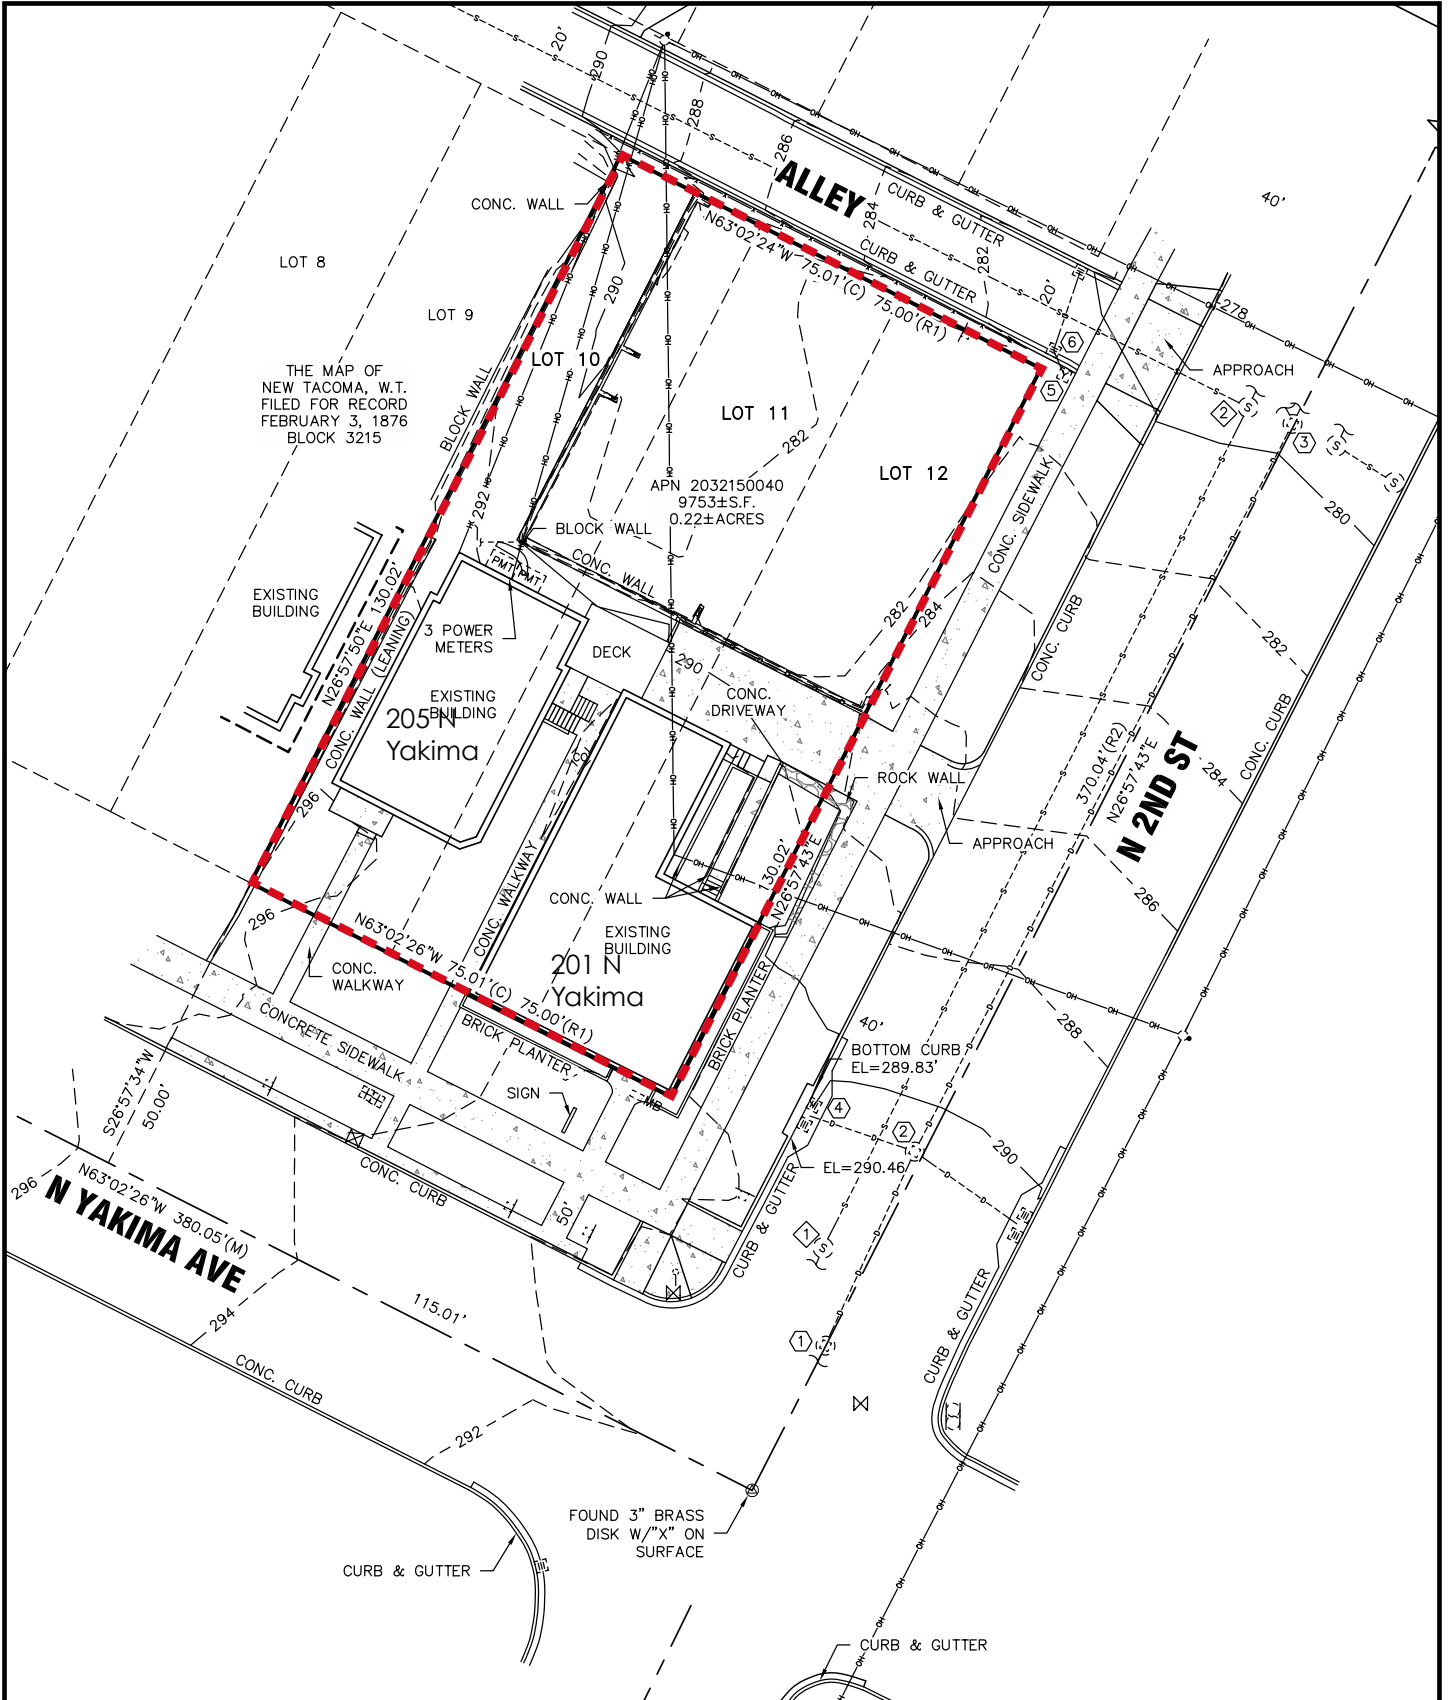 20'
290
288
286
284
282
ALLEY
CURB & GUTTER
CURB & GUTTER
20'
40'
278
CONC. WALL
N63°02'24"W 75.01'(C) 75.00'(R1)
6
5
APPROACH
2
3
LOT 8
LOT 9
LOT 10
290
THE MAP OF
NEW TACOMA, W.T.
FILED FOR RECORD
FEBRUARY 3, 1876
BLOCK 3215
BLOCK WALL
LOT 11
282
LOT 12
APN 2032150040
9753±S.F.
0.22±ACRES
292
BLOCK WALL
CONC. WALL
CONC. SIDEWALK
280
PMT PMT
EXISTING
BUILDING
N26°57'50"E 130.02'
CONC. WALL (LEANING)
3 POWER
METERS
DECK
290
282
284
CONC. CURB
282
EXISTING
BUILDING
205 N
Yakima
CONC.
DRIVEWAY
CO
ROCK WALL
370.04'(R2)
N26°57'43"E
N 2ND ST
CONC. CURB
284
296
APPROACH
130.02'
N26°57'43"E
286
296
CONC. WALKWAY
CONC. WALL
EXISTING
BUILDING
201 N
Yakima
N63°02'26"W 75.01'(C) 75.00'(R1)
CONC.
WALKWAY
CONCRETE SIDEWALK
BRICK PLANTER
BRICK PLANTER
SIGN
MB
40'
288
BOTTOM CURB
EL=289.83'
4
2
290
EL=290.46
S26°57'34"W
50.00'
CONC. CURB
50'
CURB & GUTTER
1
296
N63°02'26"W 380.05'(M)
N YAKIMA AVE
294
115.01'
1
CURB & GUTTER
CONC. CURB
292
FOUND 3" BRASS
DISK W/"X" ON
SURFACE
CURB & GUTTER
CURB & GUTTER